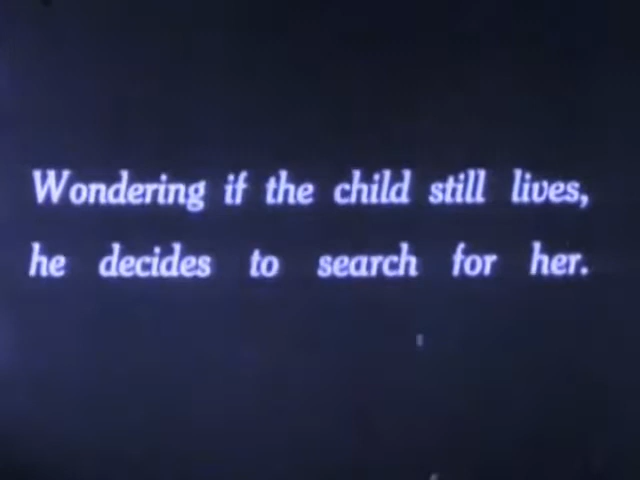 Wondering if the child still lives,
he decides to search for her.